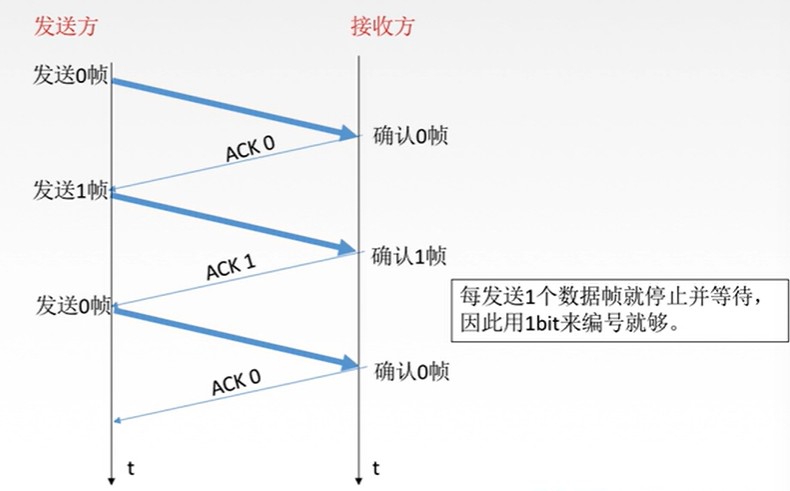 发送方
接收方
发送0帧
确认0帧
ACK 0
发送1帧
确认1帧
ACK 1
每发送1个数据帧就停止并等待，
因此用1bit来编号就够。
发送0帧
确认0帧
ACK 0
t
t